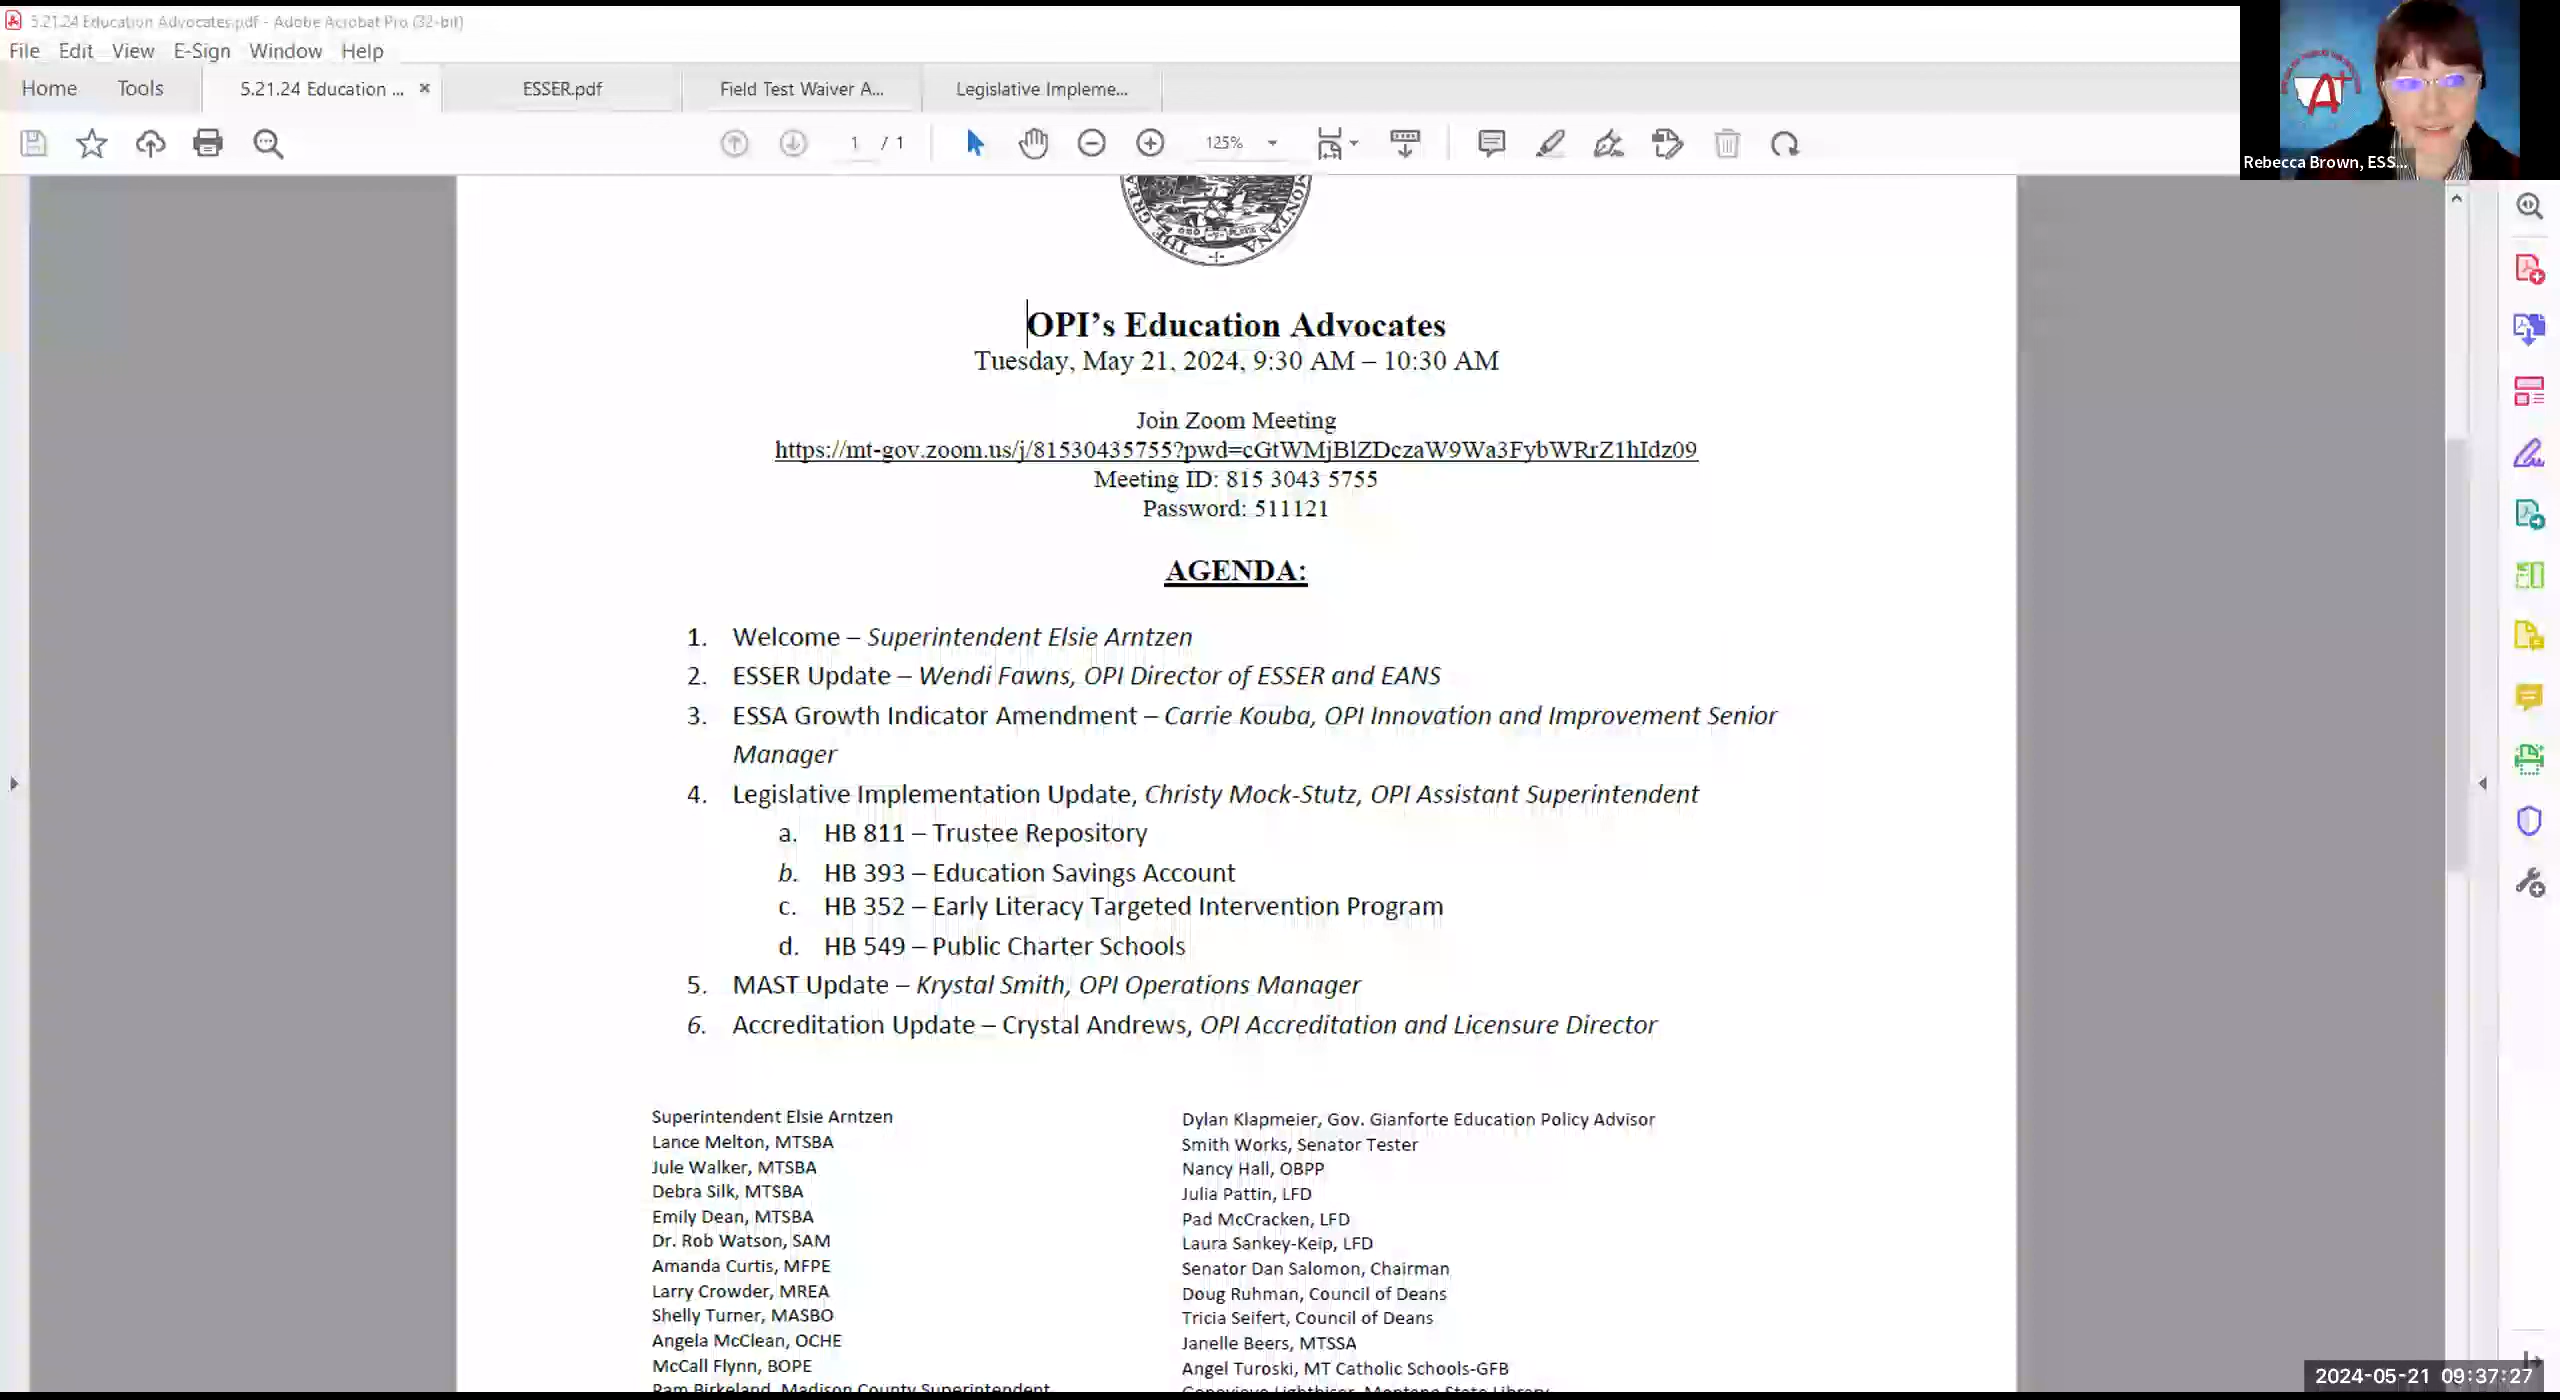 5.21.24 Education Advocates.pdf - Adobe Acrobat Pro (32-bit)
File Edit View E-Sign Window Help
Home Tools 5.21.24 Education ... × ESSER.pdf Field Test Waiver A... Legislative Impleme...
1 / 1 125%
Rebecca Brown, ESS...
MONTANA
OPI’s Education Advocates
Tuesday, May 21, 2024, 9:30 AM – 10:30 AM
Join Zoom Meeting
https://mt-gov.zoom.us/j/81530435755?pwd=cGtWMjBlZDczaW9Wa3FybWRrZ1hIdz09
Meeting ID: 815 3043 5755
Password: 511121
AGENDA:
1. Welcome – Superintendent Elsie Arntzen
2. ESSER Update – Wendi Fawns, OPI Director of ESSER and EANS
3. ESSA Growth Indicator Amendment – Carrie Kouba, OPI Innovation and Improvement Senior
Manager
4. Legislative Implementation Update, Christy Mock-Stutz, OPI Assistant Superintendent
a. HB 811 – Trustee Repository
b. HB 393 – Education Savings Account
c. HB 352 – Early Literacy Targeted Intervention Program
d. HB 549 – Public Charter Schools
5. MAST Update – Krystal Smith, OPI Operations Manager
6. Accreditation Update – Crystal Andrews, OPI Accreditation and Licensure Director
Superintendent Elsie Arntzen
Lance Melton, MTSBA
Jule Walker, MTSBA
Debra Silk, MTSBA
Emily Dean, MTSBA
Dr. Rob Watson, SAM
Amanda Curtis, MFPE
Larry Crowder, MREA
Shelly Turner, MASBO
Angela McClean, OCHE
McCall Flynn, BOPE
Pam Birkeland, Madison County Superintendent
Dylan Klapmeier, Gov. Gianforte Education Policy Advisor
Smith Works, Senator Tester
Nancy Hall, OBPP
Julia Pattin, LFD
Pad McCracken, LFD
Laura Sankey-Keip, LFD
Senator Dan Salomon, Chairman
Doug Ruhman, Council of Deans
Tricia Seifert, Council of Deans
Janelle Beers, MTSSA
Angel Turoski, MT Catholic Schools-GFB
2024-05-21 09:37:27